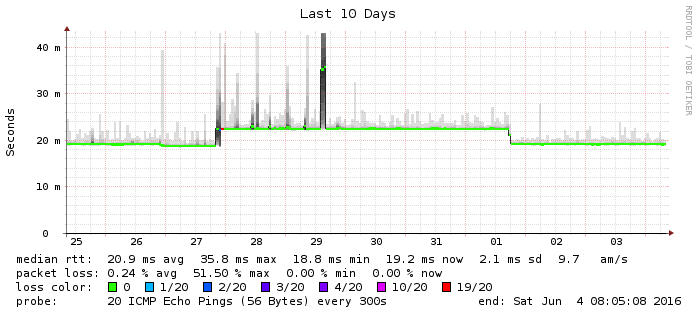 Last 10 Days
RRDTOOL / TOBI OETIKER
Seconds
40 m
30 m
20 m
10 m
0
25 26 27 28 29 30 31 01 02 03
median rtt: 20.9 ms avg 35.8 ms max 18.8 ms min 19.2 ms now 2.1 ms sd 9.7 am/s
packet loss: 0.24 % avg 51.50 % max 0.00 % min 0.00 % now
loss color: 0 1/20 2/20 3/20 4/20 10/20 19/20
probe: 20 ICMP Echo Pings (56 Bytes) every 300s end: Sat Jun 4 08:05:08 2016